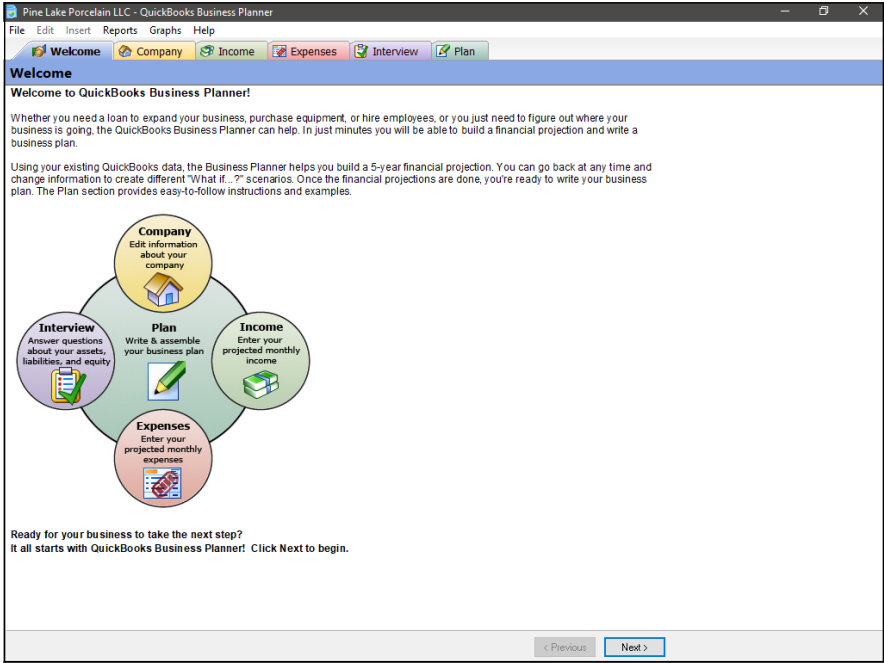 Pine Lake Porcelain LLC - QuickBooks Business Planner
File Edit Insert Reports Graphs Help
Welcome Company Income Expenses Interview Plan
Welcome
Welcome to QuickBooks Business Planner!
Whether you need a loan to expand your business, purchase equipment, or hire employees, or you just need to figure out where your
business is going, the QuickBooks Business Planner can help. In just minutes you will be able to build a financial projection and write a
business plan.
Using your existing QuickBooks data, the Business Planner helps you build a 5-year financial projection. You can go back at any time and
change information to create different "What if...?" scenarios. Once the financial projections are done, you're ready to write your business
plan. The Plan section provides easy-to-follow instructions and examples.
Company
Edit information
about your
company
Interview
Answer questions
about your assets,
liabilities, and equity
Plan
Write & assemble
your business plan
Income
Enter your
projected monthly
income
Expenses
Enter your
projected monthly
expenses
Ready for your business to take the next step?
It all starts with QuickBooks Business Planner! Click Next to begin.
< Previous Next >